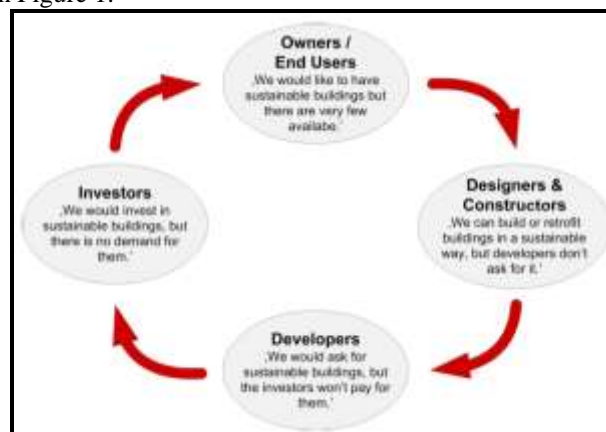 n Figure 1.
Owners /
End Users
‚We would like to have
sustainable buildings but
there are very few
availabe.'
Designers &
Constructors
‚We can build or retrofit
buildings in a sustainable
way, but developers don't
ask for it.'
Developers
‚We would ask for
sustainable buildings, but
the investors won't pay for
them.'
Investors
‚We would invest in
sustainable buildings, but
there is no demand for
them.'